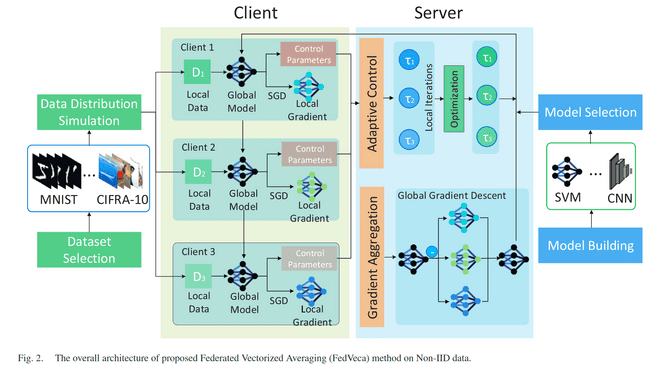 Client
Server
Client 1
Control
Parameters
D1
Local
Data
Global
Model
SGD
Local
Gradient
Client 2
Control
Parameters
D2
Local
Data
Global
Model
SGD
Local
Gradient
Client 3
Control
Parameters
D3
Local
Data
Global
Model
SGD
Local
Gradient
Data Distribution
Simulation
MNIST
...
CIFRA-10
Dataset
Selection
Adaptive Control
τ1
τ2
τ3
Local Iterations
Optimization
τ1
τ2
τ3
Gradient Aggregation
Global Gradient Descent
Model Selection
...
SVM
CNN
Model Building
Fig. 2. The overall architecture of proposed Federated Vectorized Averaging (FedVeca) method on Non-IID data.